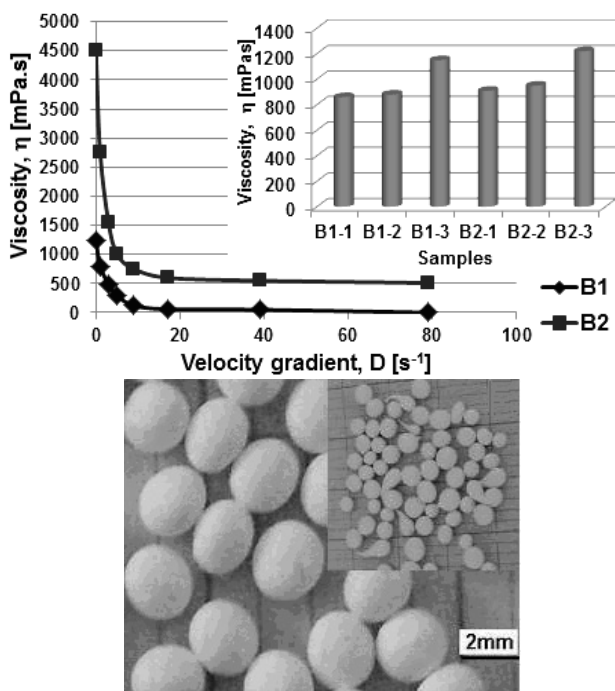 Viscosity, η [mPa.s]
5000
4500
4000
3500
3000
2500
2000
1500
1000
500
0
0 20 40 60 80 100
Velocity gradient, D [s⁻¹]
Viscosity, η [mPas]
1400
1200
1000
800
600
400
200
0
B1-1 B1-2 B1-3 B2-1 B2-2 B2-3
Samples
B1
B2
2mm